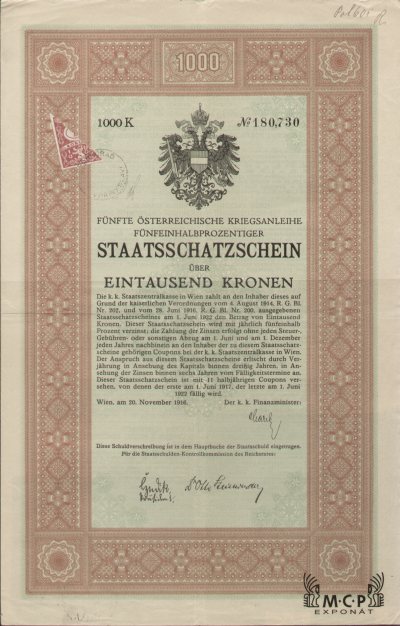 1000
1000 K
№ 180,730
FÜNFTE ÖSTERREICHISCHE KRIEGSANLEIHE
FÜNFEINHALBPROZENTIGER
STAATSSCHATZSCHEIN
ÜBER
EINTAUSEND KRONEN
Die k. k. Staatszentralkasse in Wien zahlt an den Inhaber dieses auf
Grund der kaiserlichen Verordnungen vom 4. August 1914, R. G. Bl.
Nr. 202, und vom 28. Juni 1916, R. G. Bl. Nr. 200, ausgegebenen
Staatsschatzscheines am 1. Juni 1922 den Betrag von Eintausend
Kronen. Dieser Staatsschatzschein wird mit jährlich fünfeinhalb
Prozent verzinst; die Zahlung der Zinsen erfolgt ohne jeden Steuer-
Gebühren- oder sonstigen Abzug am 1. Juni und am 1. Dezember
jeden Jahres nachhinein an den Inhaber der zu diesem Staatsschatz-
scheine gehörigen Coupons bei der k. k. Staatszentralkasse in Wien.
Der Anspruch aus diesem Staatsschatzscheine erlischt durch Ver-
jährung in Ansehung des Kapitals binnen dreißig Jahren, in An-
sehung der Zinsen binnen sechs Jahren vom Fälligkeitstermine an.
Dieser Staatsschatzschein ist mit 11 halbjährigen Coupons ver-
sehen, von denen der erste am 1. Juni 1917, der letzte am 1. Juni
1922 fällig wird.
Wien, am 20. November 1916.
Der k. k. Finanzminister:
Diese Schuldverschreibung ist in dem Hauptbuche der Staatsschuld eingetragen.
Für die Staatsschulden-Kontrollkommission des Reichsrates:
M·C·P
EXPONÁT